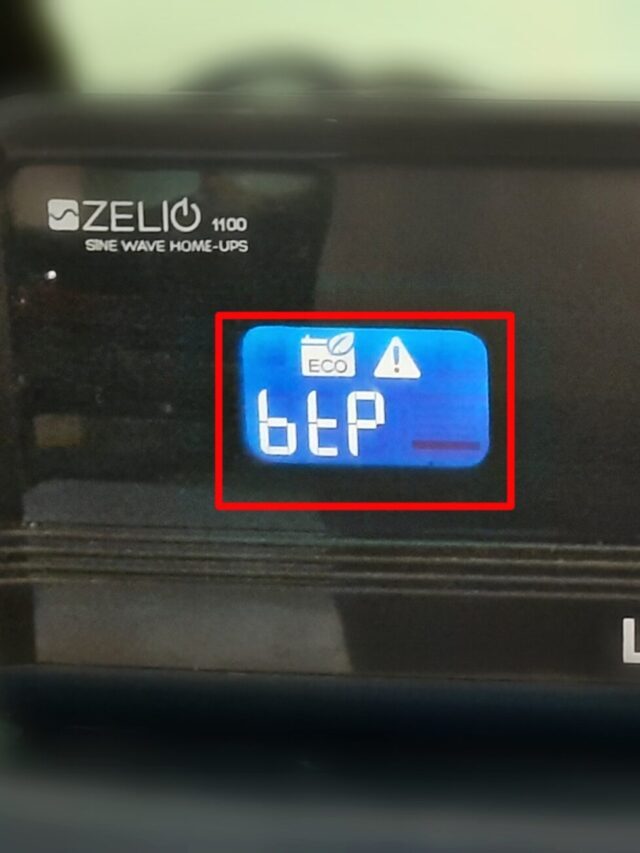 ZELIO 1100
SINE WAVE HOME-UPS
ECO
btP
L